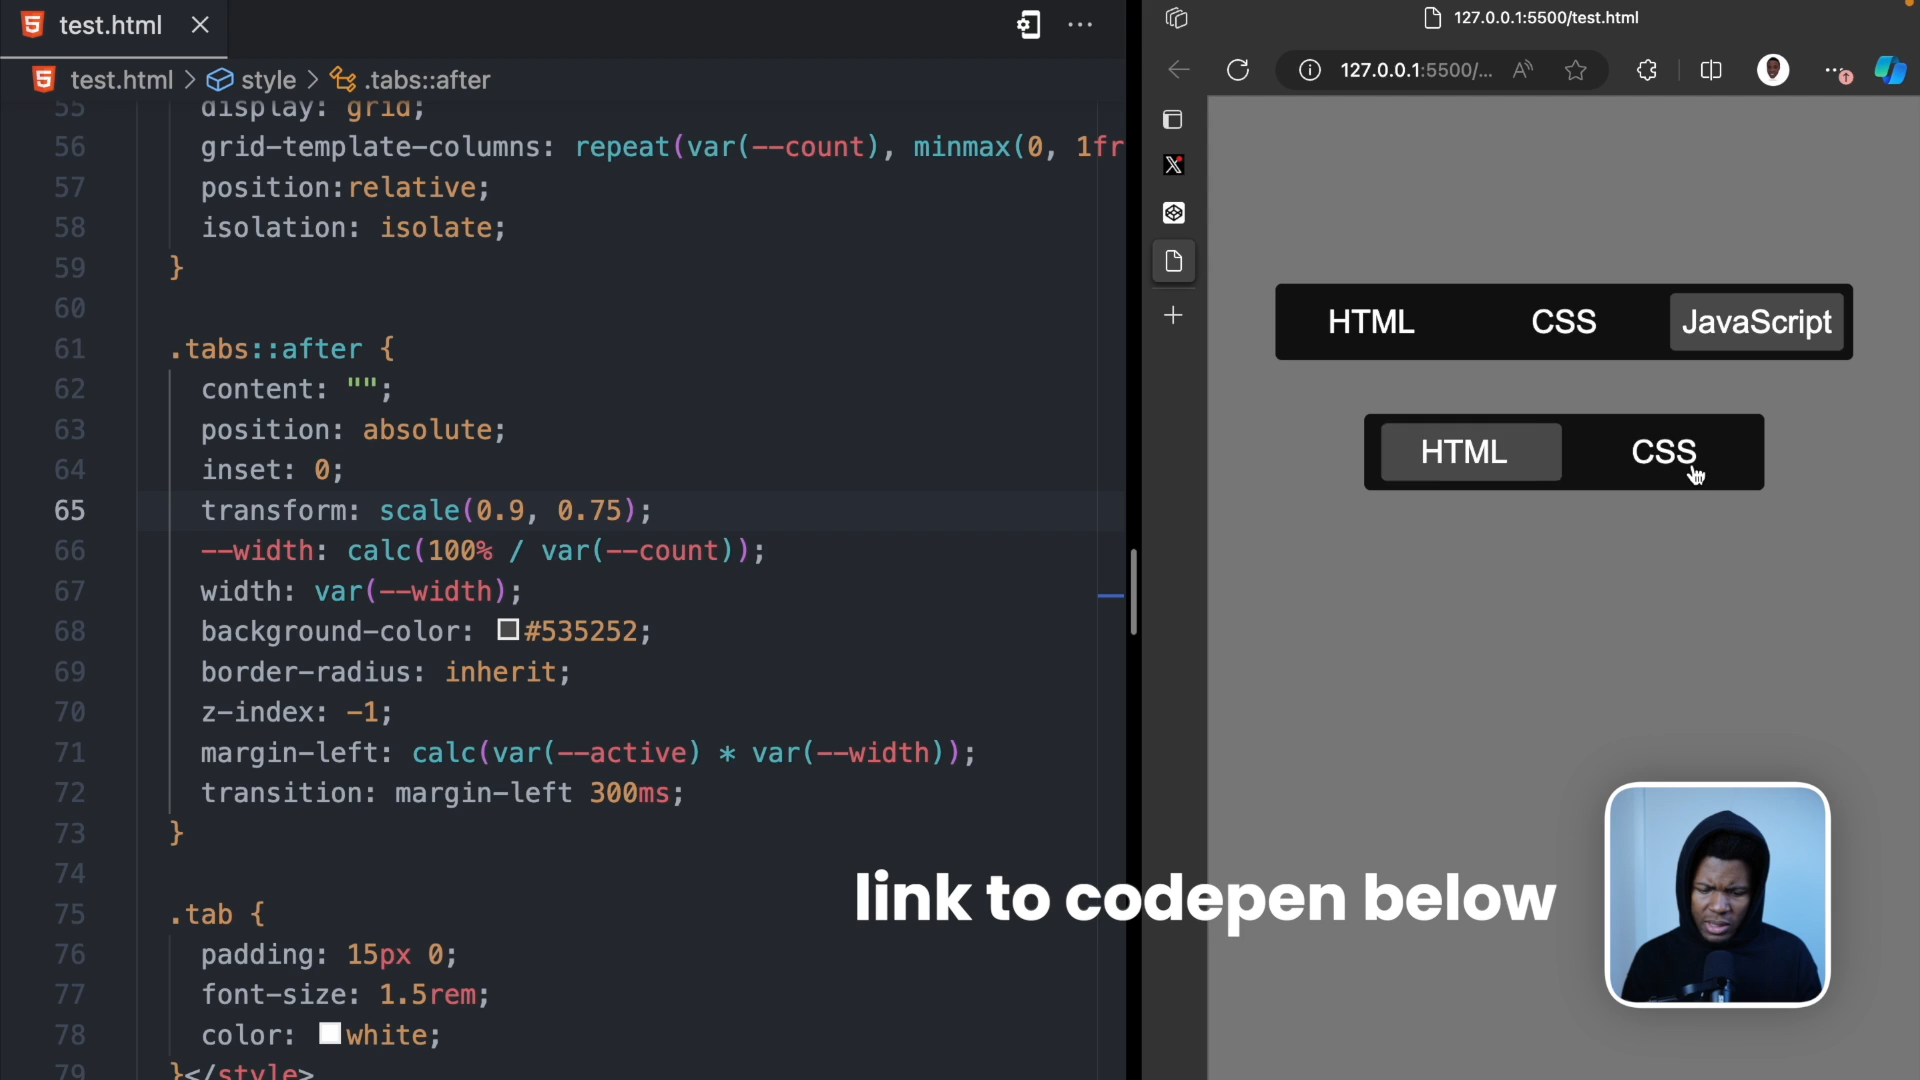 test.html
test.html > style > .tabs::after
55 display: grid;
56 grid-template-columns: repeat(var(--count), minmax(0, 1fr
57 position:relative;
58 isolation: isolate;
59 }
60
61 .tabs::after {
62 content: "";
63 position: absolute;
64 inset: 0;
65 transform: scale(0.9, 0.75);
66 --width: calc(100% / var(--count));
67 width: var(--width);
68 background-color: #535252;
69 border-radius: inherit;
70 z-index: -1;
71 margin-left: calc(var(--active) * var(--width));
72 transition: margin-left 300ms;
73 }
74
75 .tab {
76 padding: 15px 0;
77 font-size: 1.5rem;
78 color: white;
79 }</style>
127.0.0.1:5500/test.html
127.0.0.1:5500/...
HTML CSS JavaScript
HTML CSS
link to codepen below